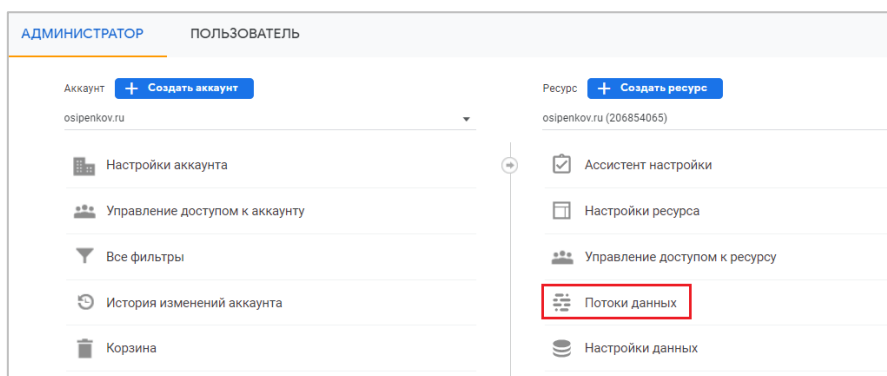 АДМИНИСТРАТОР ПОЛЬЗОВАТЕЛЬ
Аккаунт + Создать аккаунт
osipenkov.ru
Настройки аккаунта
Управление доступом к аккаунту
Все фильтры
История изменений аккаунта
Корзина
Ресурс + Создать ресурс
osipenkov.ru (206854065)
Ассистент настройки
Настройки ресурса
Управление доступом к ресурсу
Потоки данных
Настройки данных